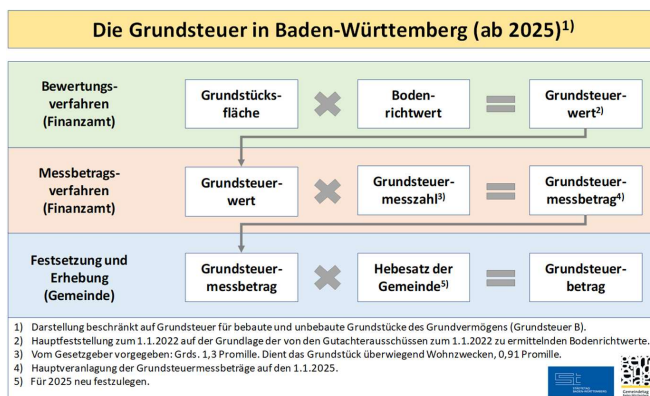 Die Grundsteuer in Baden-Württemberg (ab 2025)1)
Bewertungs-
verfahren
(Finanzamt)
Grundstücks-
fläche
Boden-
richtwert
Grundsteuer-
wert2)
Messbetrags-
verfahren
(Finanzamt)
Grundsteuer-
wert
Grundsteuer-
messzahl3)
Grundsteuer-
messbetrag4)
Festsetzung und
Erhebung
(Gemeinde)
Grundsteuer-
messbetrag
Hebesatz der
Gemeinde5)
Grundsteuer-
betrag
1) Darstellung beschränkt auf Grundsteuer für bebaute und unbebaute Grundstücke des Grundvermögens (Grundsteuer B).
2) Hauptfeststellung zum 1.1.2022 auf der Grundlage der von den Gutachterausschüssen zum 1.1.2022 zu ermittelnden Bodenrichtwerte.
3) Vom Gesetzgeber vorgegeben: Grds. 1,3 Promille. Dient das Grundstück überwiegend Wohnzwecken, 0,91 Promille.
4) Hauptveranlagung der Grundsteuermessbeträge auf den 1.1.2025.
5) Für 2025 neu festzulegen.
STÄDTETAG
BADEN-WÜRTTEMBERG
Gemeindetag